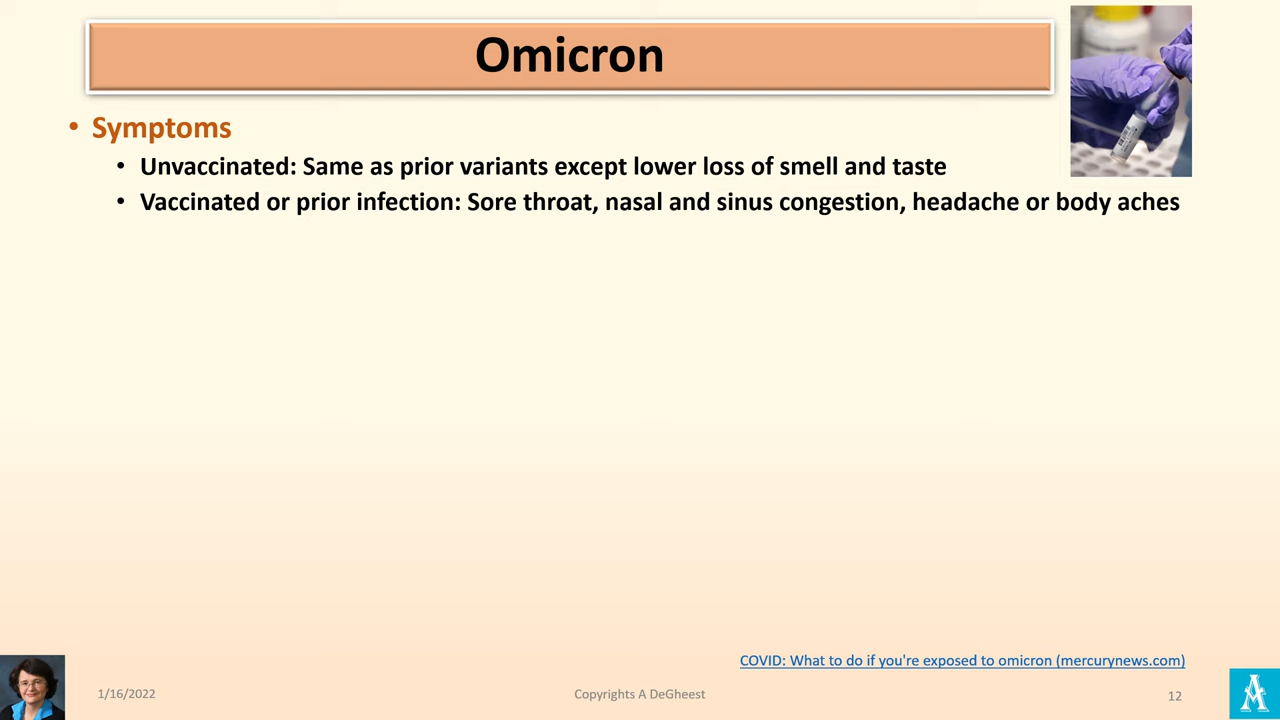 Omicron
• Symptoms
• Unvaccinated: Same as prior variants except lower loss of smell and taste
• Vaccinated or prior infection: Sore throat, nasal and sinus congestion, headache or body aches
COVID: What to do if you're exposed to omicron (mercurynews.com)
1/16/2022
Copyrights A DeGheest
12
A